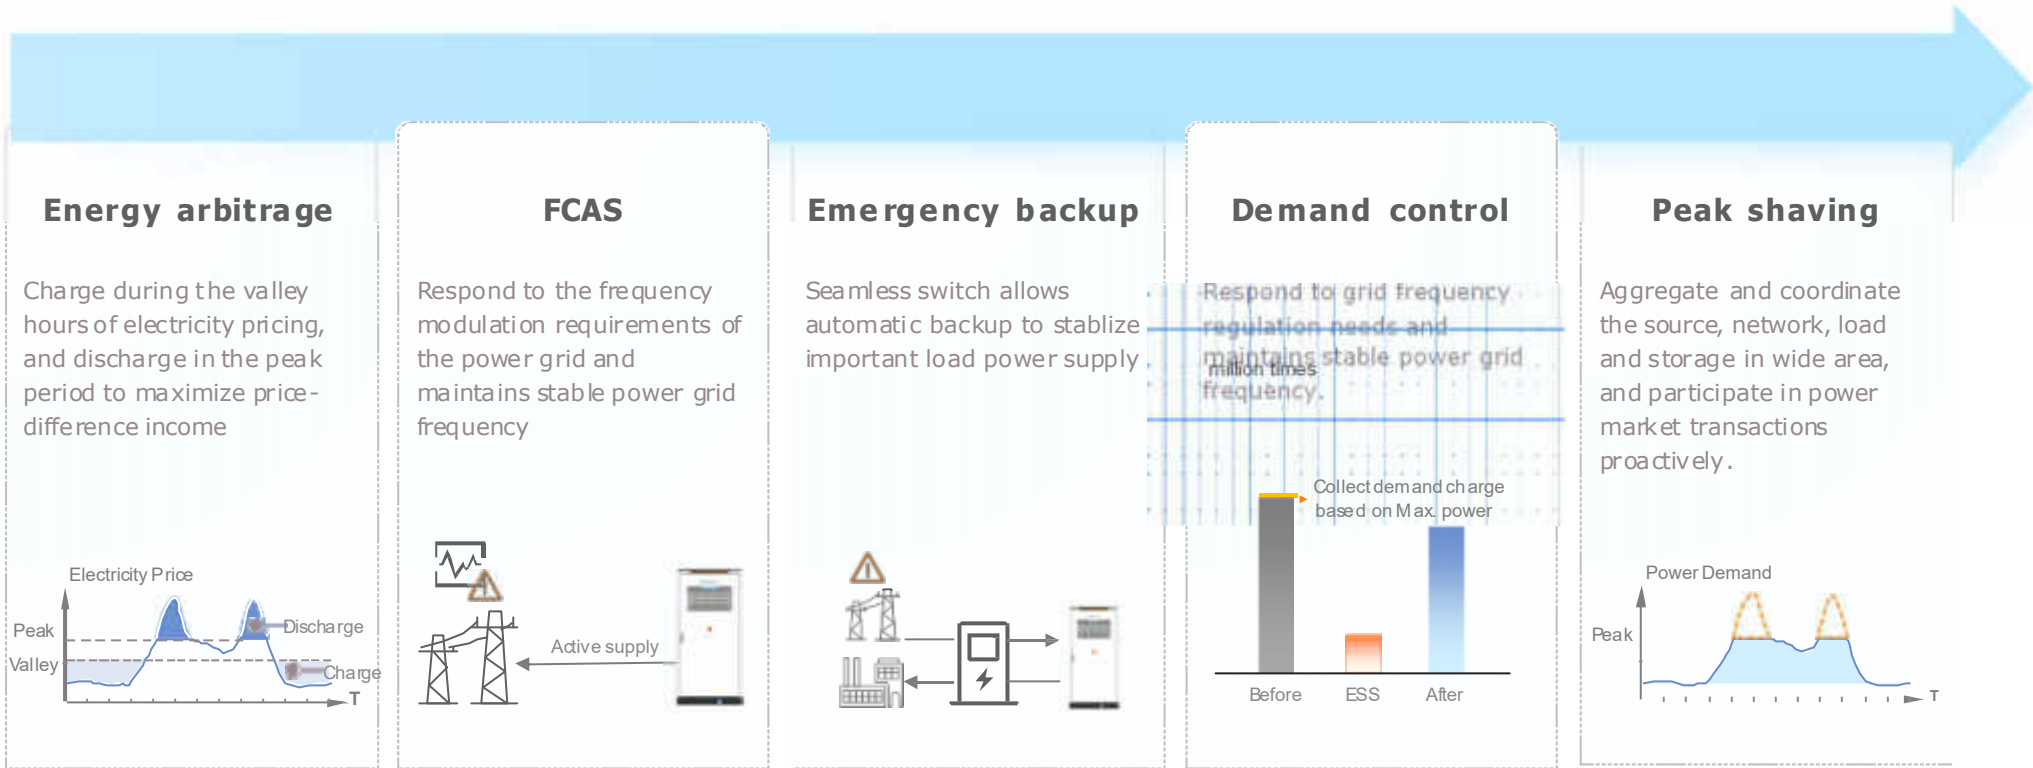 Energy arbitrage
Charge during the valley
hours of electricity pricing,
and discharge in the peak
period to maximize price-
difference income
Electricity Price
Peak
Valley
Discharge
Charge
T
FCAS
Respond to the frequency
modulation requirements of
the power grid and
maintains stable power grid
frequency
Active supply
Emergency backup
Seamless switch allows
automatic backup to stablize
important load power supply
Demand control
Respond to grid frequency
regulation needs and
maintains stable power grid
million times
frequency.
Collect demand charge
based on Max. power
Before
ESS
After
Peak shaving
Aggregate and coordinate
the source, network, load
and storage in wide area,
and participate in power
market transactions
proactively.
Power Demand
Peak
T